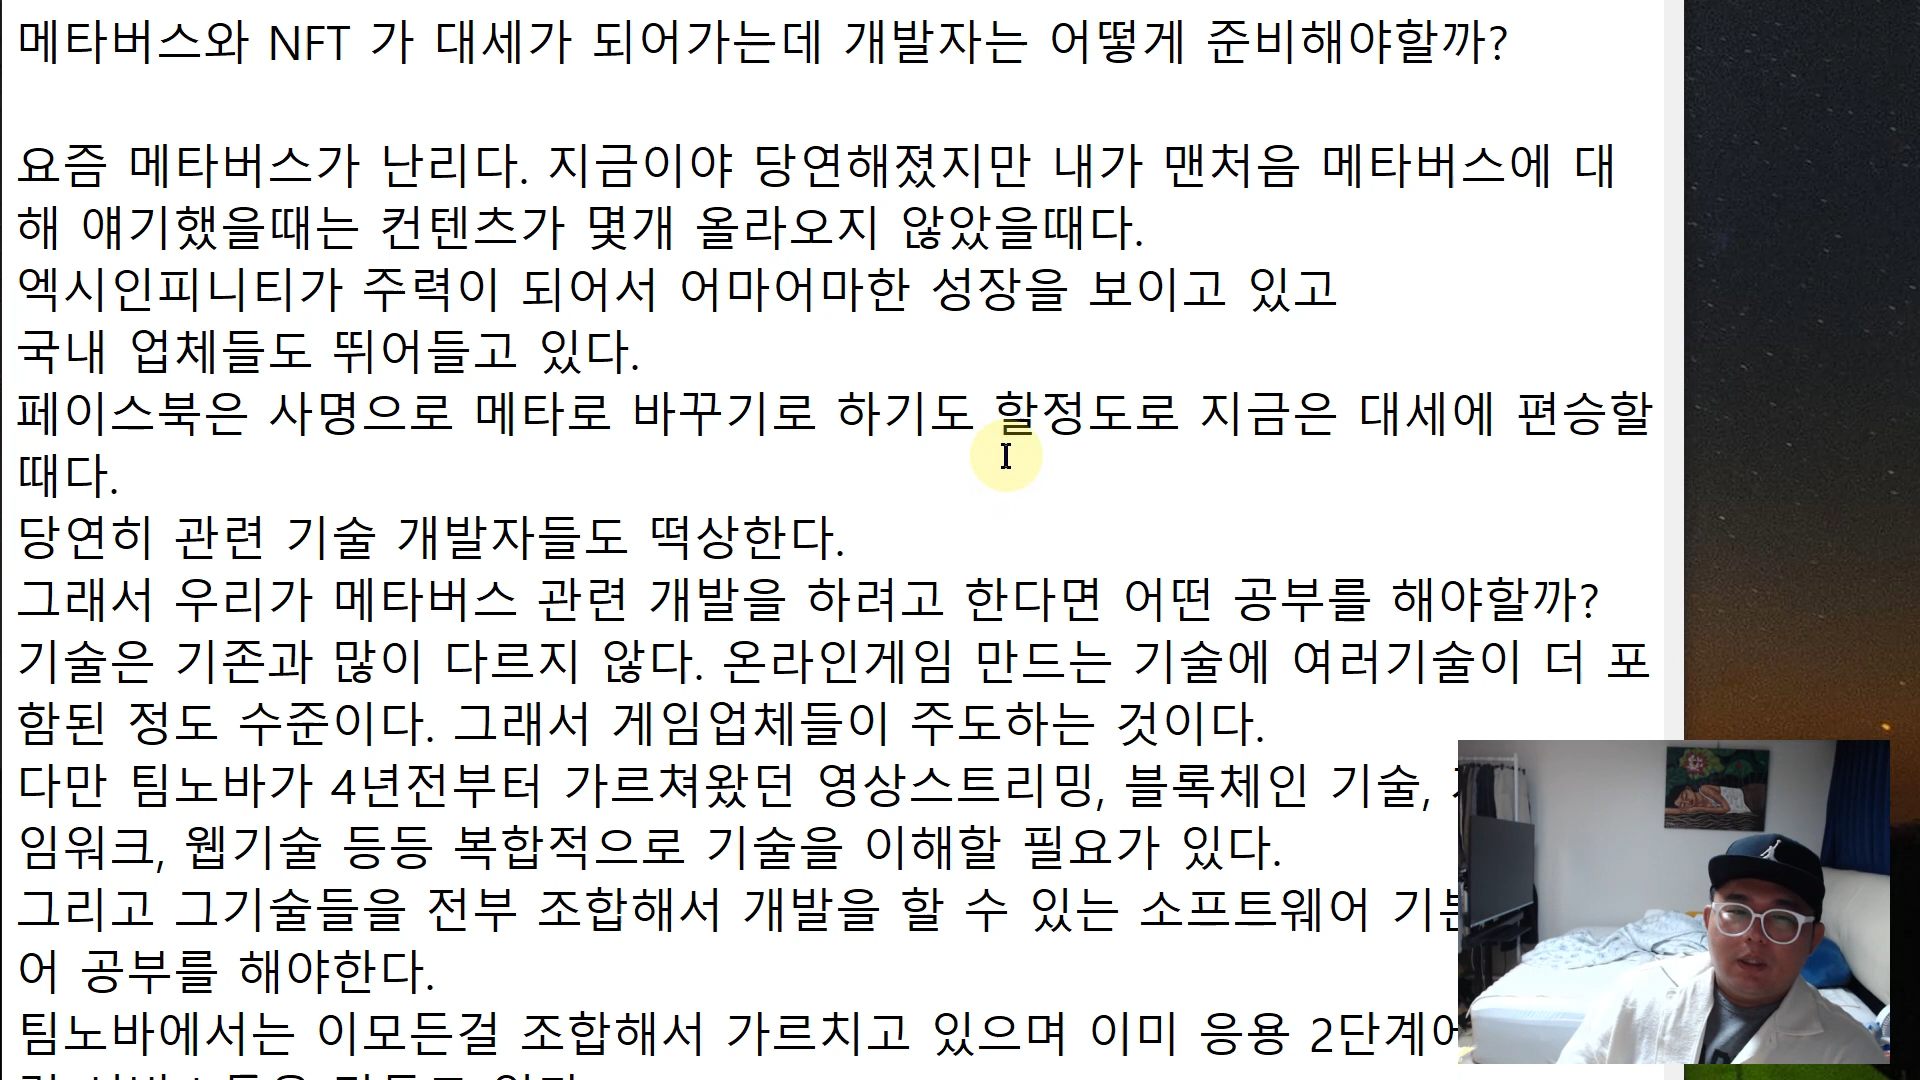 메타버스와 NFT 가 대세가 되어가는데 개발자는 어떻게 준비해야할까?
요즘 메타버스가 난리다. 지금이야 당연해졌지만 내가 맨처음 메타버스에 대
해 얘기했을때는 컨텐츠가 몇개 올라오지 않았을때다.
엑시인피니티가 주력이 되어서 어마어마한 성장을 보이고 있고
국내 업체들도 뛰어들고 있다.
페이스북은 사명으로 메타로 바꾸기로 하기도 할정도로 지금은 대세에 편승할
때다.
당연히 관련 기술 개발자들도 떡상한다.
그래서 우리가 메타버스 관련 개발을 하려고 한다면 어떤 공부를 해야할까?
기술은 기존과 많이 다르지 않다. 온라인게임 만드는 기술에 여러기술이 더 포
함된 정도 수준이다. 그래서 게임업체들이 주도하는 것이다.
다만 팀노바가 4년전부터 가르쳐왔던 영상스트리밍, 블록체인 기술,
임워크, 웹기술 등등 복합적으로 기술을 이해할 필요가 있다.
그리고 그기술들을 전부 조합해서 개발을 할 수 있는 소프트웨어
어 공부를 해야한다.
팀노바에서는 이모든걸 조합해서 가르치고 있으며 이미 응용